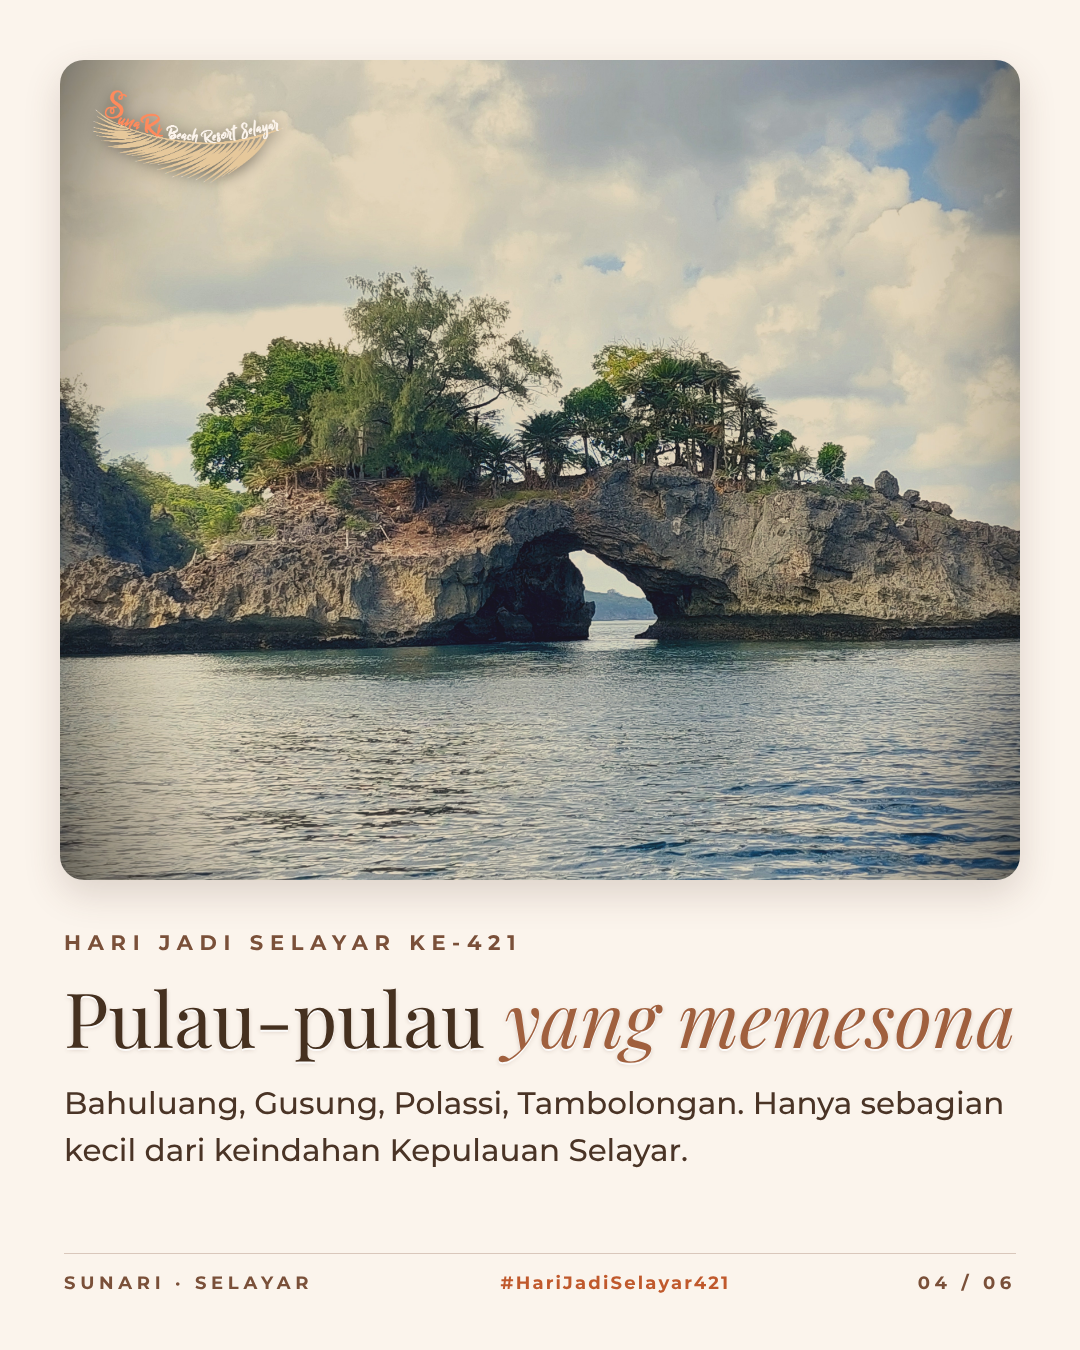 SunaRi Beach Resort Selayar
HARI JADI SELAYAR KE-421
Pulau-pulau yang memesona
Bahuluang, Gusung, Polassi, Tambolongan. Hanya sebagian
kecil dari keindahan Kepulauan Selayar.
SUNARI · SELAYAR
#HariJadiSelayar421
04 / 06